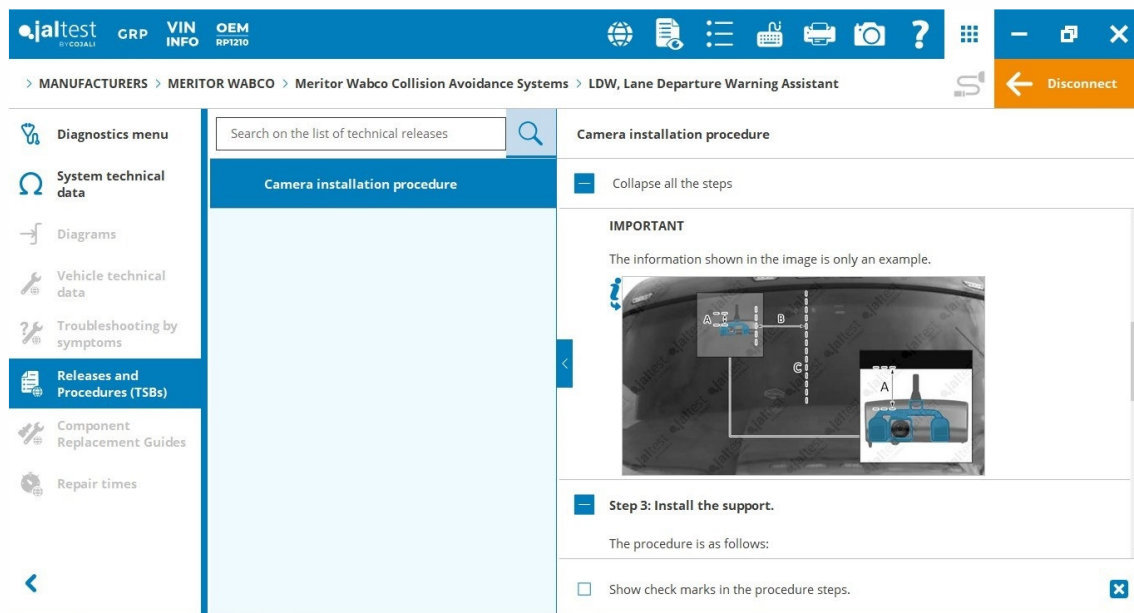 jaltest
BY COJALI
GRP
VIN
INFO
OEM
RP1210
?
> MANUFACTURERS > MERITOR WABCO > Meritor Wabco Collision Avoidance Systems > LDW, Lane Departure Warning Assistant
Disconnect
Diagnostics menu
System technical
data
Diagrams
Vehicle technical
data
Troubleshooting by
symptoms
Releases and
Procedures (TSBs)
Component
Replacement Guides
Repair times
Search on the list of technical releases
Camera installation procedure
Camera installation procedure
Collapse all the steps
IMPORTANT
The information shown in the image is only an example.
A
B
C
A
jaltest
Step 3: Install the support.
The procedure is as follows:
Show check marks in the procedure steps.